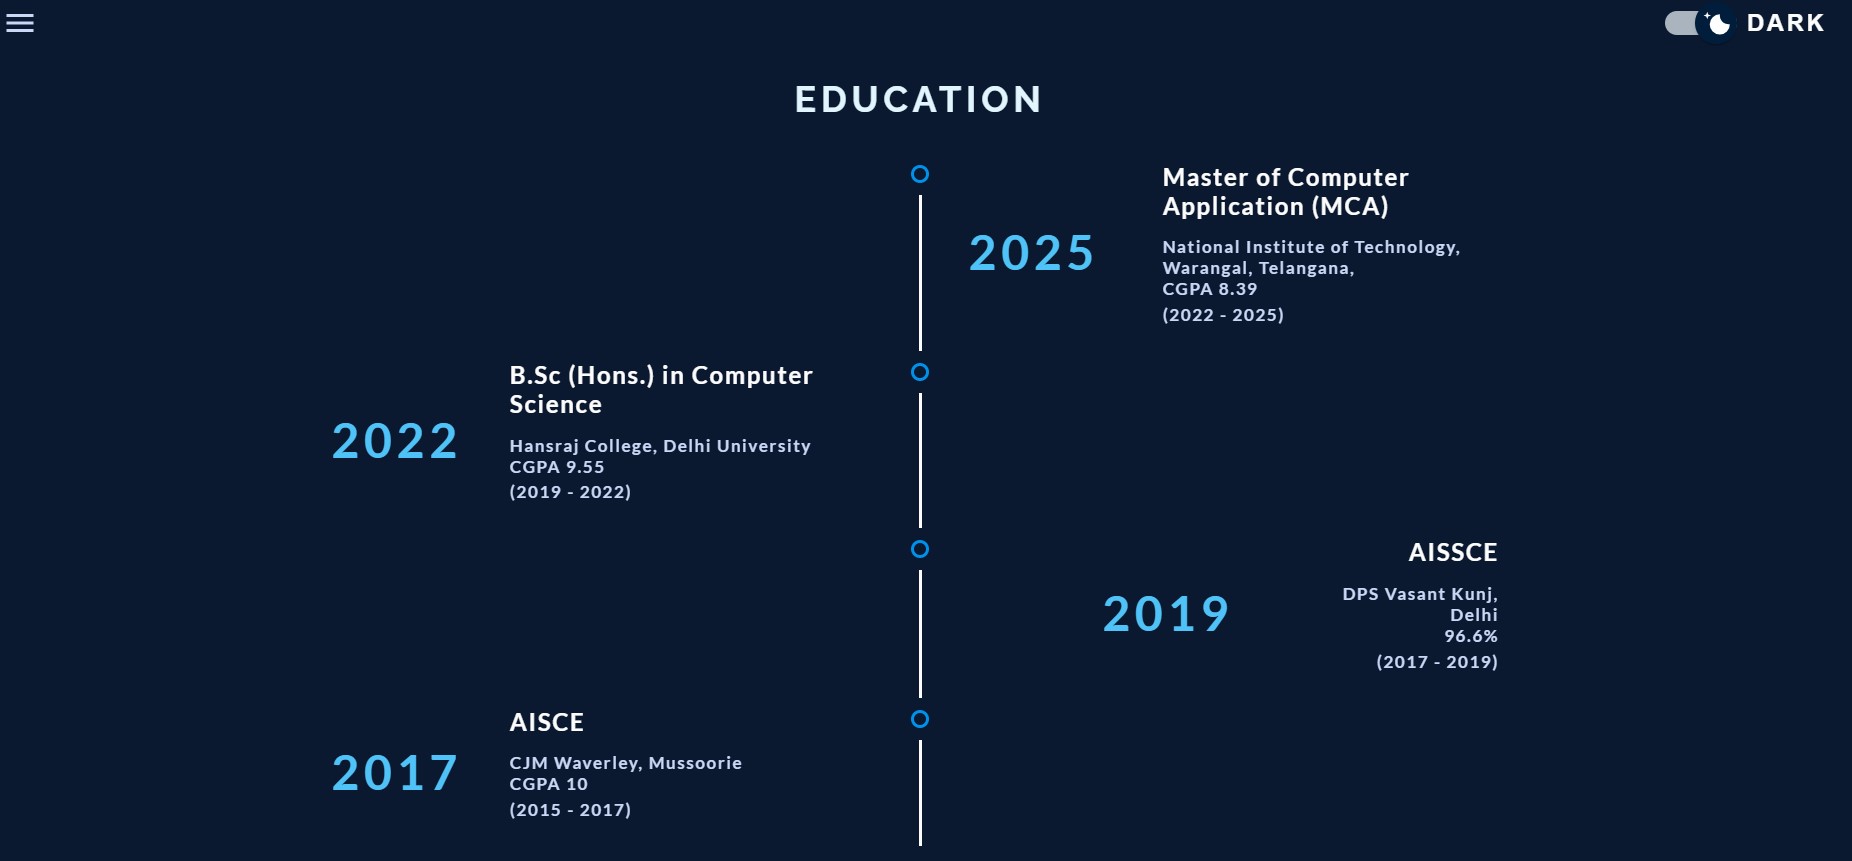 DARK
EDUCATION
2025
Master of Computer
Application (MCA)
National Institute of Technology,
Warangal, Telangana,
CGPA 8.39
(2022 - 2025)
2022
B.Sc (Hons.) in Computer
Science
Hansraj College, Delhi University
CGPA 9.55
(2019 - 2022)
2019
AISSCE
DPS Vasant Kunj,
Delhi
96.6%
(2017 - 2019)
2017
AISCE
CJM Waverley, Mussoorie
CGPA 10
(2015 - 2017)